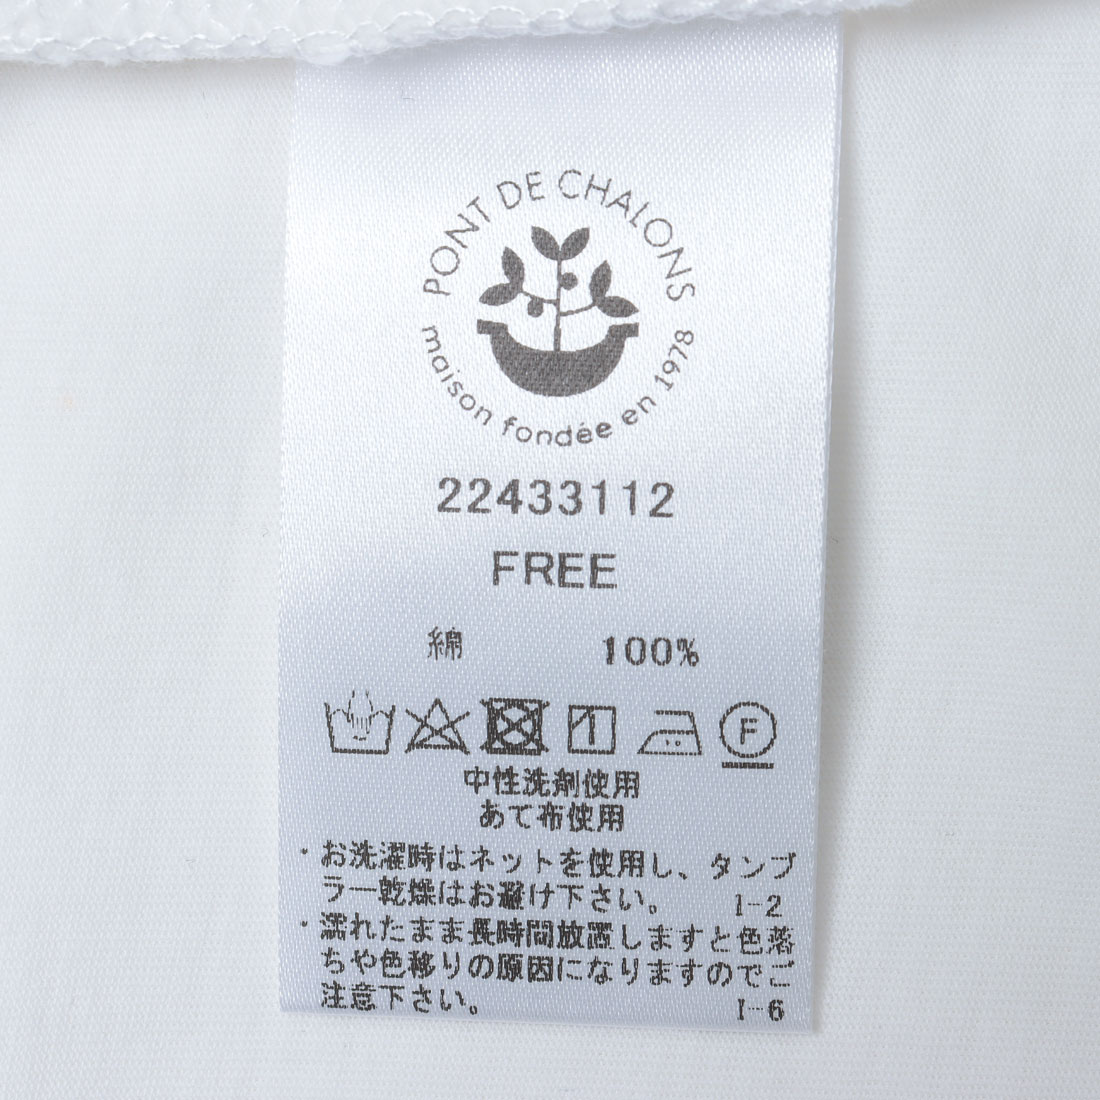 PONT DE CHALONS
maison fondée en 1978
22433112
FREE
綿 100%
F
中性洗剤使用
あて布使用
・お洗濯時はネットを使用し、タンブ
ラー乾燥はお避け下さい。 I-2
・濡れたまま長時間放置しますと色落
ちや色移りの原因になりますのでご
注意下さい。 I-6